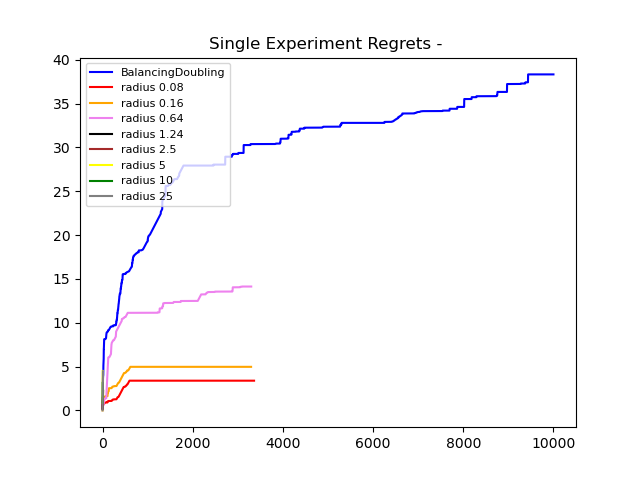 Single Experiment Regrets -
40
35
30
25
20
15
10
5
0
BalancingDoubling
radius 0.08
radius 0.16
radius 0.64
radius 1.24
radius 2.5
radius 5
radius 10
radius 25
0 2000 4000 6000 8000 10000